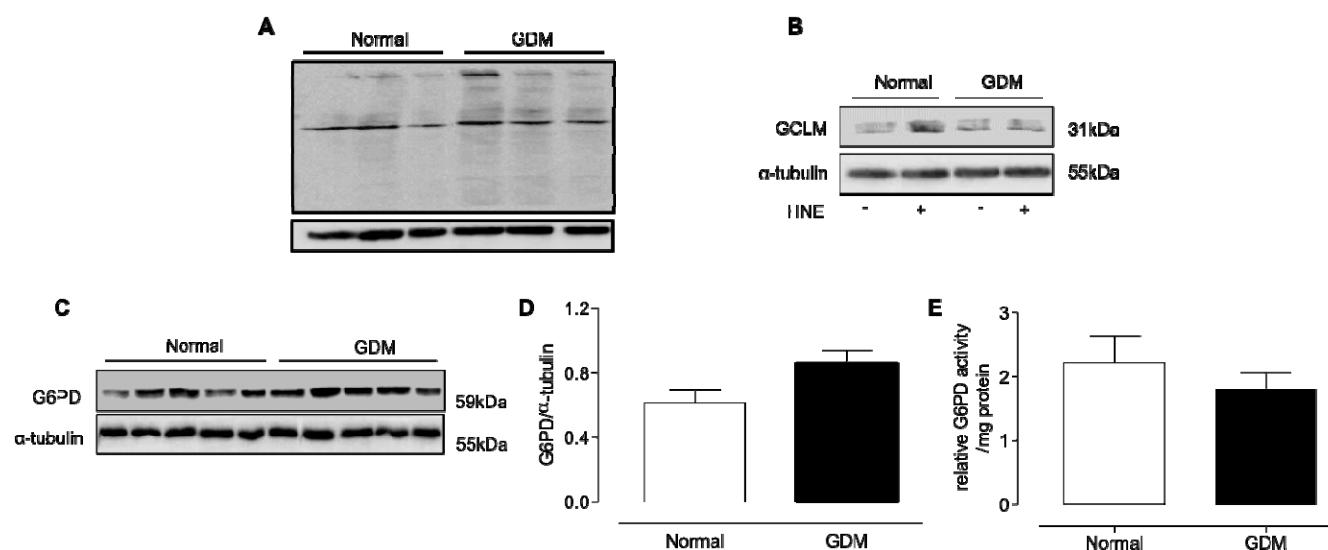 A
Normal GDM
B
Normal GDM
GCLM 31kDa
α-tubulin 55kDa
HNE - + - +
C
Normal GDM
G6PD 59kDa
α-tubulin 55kDa
D
G6PD/α-tubulin
1.2
0.8
0.4
0.0
Normal GDM
E
relative G6PD activity
/mg protein
3
2
1
0
Normal GDM